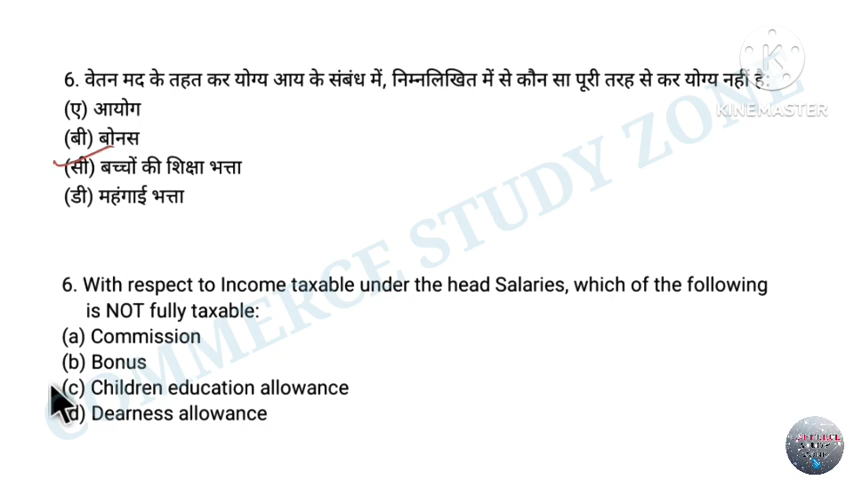 6. वेतन मद के तहत कर योग्य आय के संबंध में, निम्नलिखित में से कौन सा पूरी तरह से कर योग्य नहीं है:
(ए) आयोग
(बी) बोनस
(सी) बच्चों की शिक्षा भत्ता
(डी) महंगाई भत्ता
6. With respect to Income taxable under the head Salaries, which of the following
is NOT fully taxable:
(a) Commission
(b) Bonus
(c) Children education allowance
(d) Dearness allowance
COMMERCE STUDY ZONE
KINEMASTER